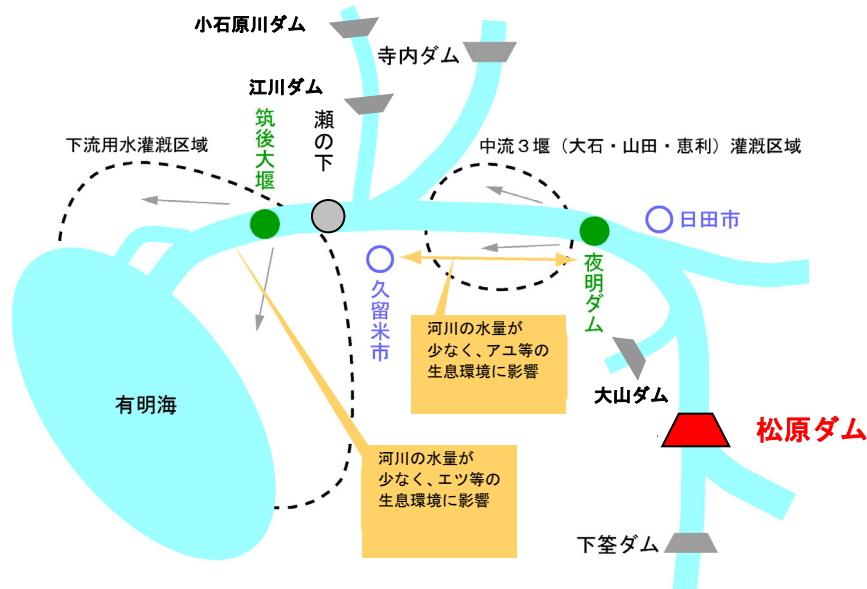 小石原川ダム
寺内ダム
江川ダム
筑後大堰
瀬の下
下流用水灌漑区域
中流３堰（大石・山田・恵利）灌漑区域
日田市
夜明ダム
久留米市
河川の水量が
少なく、アユ等の
生息環境に影響
大山ダム
有明海
松原ダム
河川の水量が
少なく、エツ等の
生息環境に影響
下筌ダム